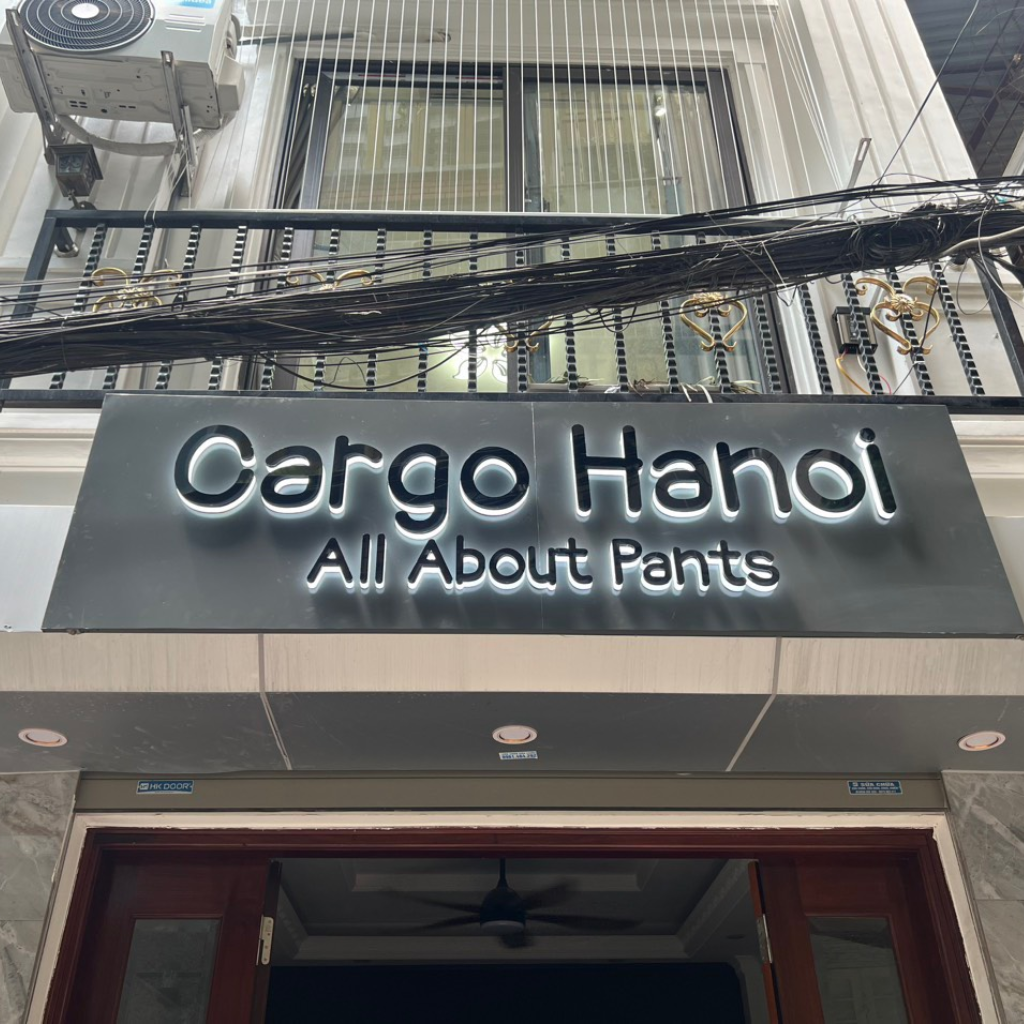 Cargo Hanoi
All About Pants
HK DOOR